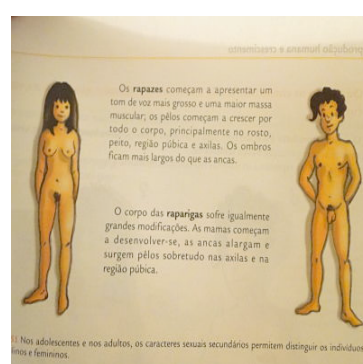 Os rapazes começam a apresentar um
tom de voz mais grosso e uma maior massa
muscular; os pêlos começam a crescer por
todo o corpo, principalmente no rosto,
peito, região púbica e axilas. Os ombros
ficam mais largos do que as ancas.
O corpo das raparigas sofre igualmente
grandes modificações. As mamas começam
a desenvolver-se, as ancas alargam e
surgem pêlos sobretudo nas axilas e na
região púbica.
Nos adolescentes e nos adultos, os caracteres sexuais secundários permitem distinguir os indivíduos
e femininos.